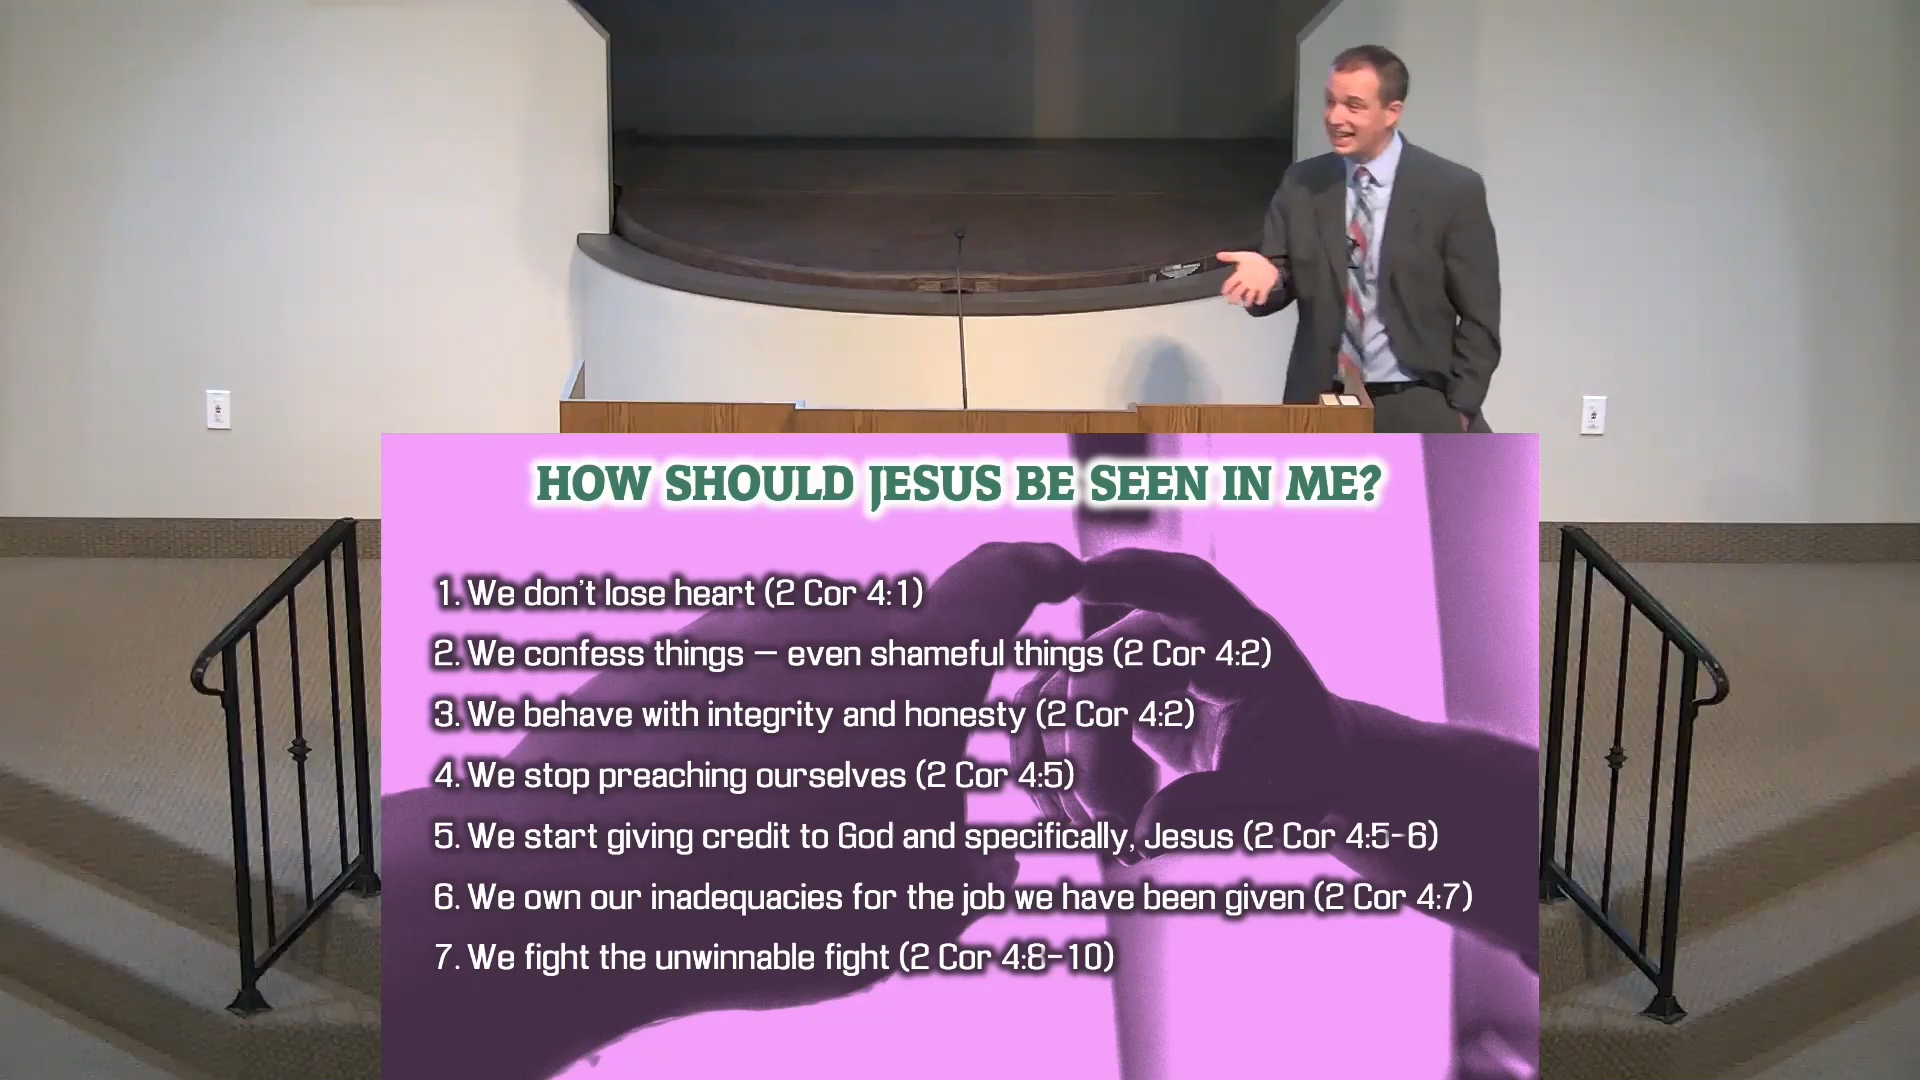 HOW SHOULD JESUS BE SEEN IN ME?
1. We don't lose heart (2 Cor 4:1)
2. We confess things – even shameful things (2 Cor 4:2)
3. We behave with integrity and honesty (2 Cor 4:2)
4. We stop preaching ourselves (2 Cor 4:5)
5. We start giving credit to God and specifically, Jesus (2 Cor 4:5-6)
6. We own our inadequacies for the job we have been given (2 Cor 4:7)
7. We fight the unwinnable fight (2 Cor 4:8-10)